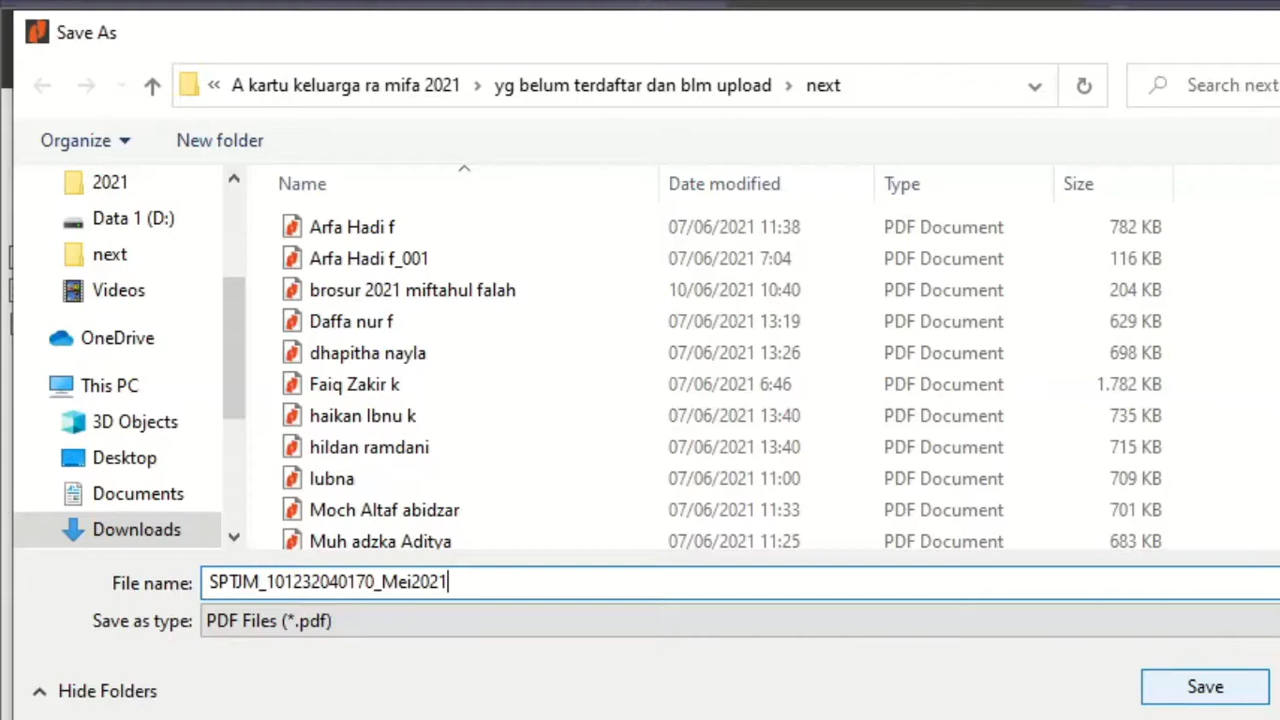 Save As
« A kartu keluarga ra mifa 2021 › yg belum terdaftar dan blm upload › next
Search next
Organize
New folder
2021
Data 1 (D:)
next
Videos
OneDrive
This PC
3D Objects
Desktop
Documents
Downloads
Name Date modified Type Size
Arfa Hadi f 07/06/2021 11:38 PDF Document 782 KB
Arfa Hadi f_001 07/06/2021 7:04 PDF Document 116 KB
brosur 2021 miftahul falah 10/06/2021 10:40 PDF Document 204 KB
Daffa nur f 07/06/2021 13:19 PDF Document 629 KB
dhapitha nayla 07/06/2021 13:26 PDF Document 698 KB
Faiq Zakir k 07/06/2021 6:46 PDF Document 1.782 KB
haikan Ibnu k 07/06/2021 13:40 PDF Document 735 KB
hildan ramdani 07/06/2021 13:40 PDF Document 715 KB
lubna 07/06/2021 11:00 PDF Document 709 KB
Moch Altaf abidzar 07/06/2021 11:33 PDF Document 701 KB
Muh adzka Aditya 07/06/2021 11:25 PDF Document 683 KB
File name: SPTJM_101232040170_Mei2021
Save as type: PDF Files (*.pdf)
Hide Folders
Save